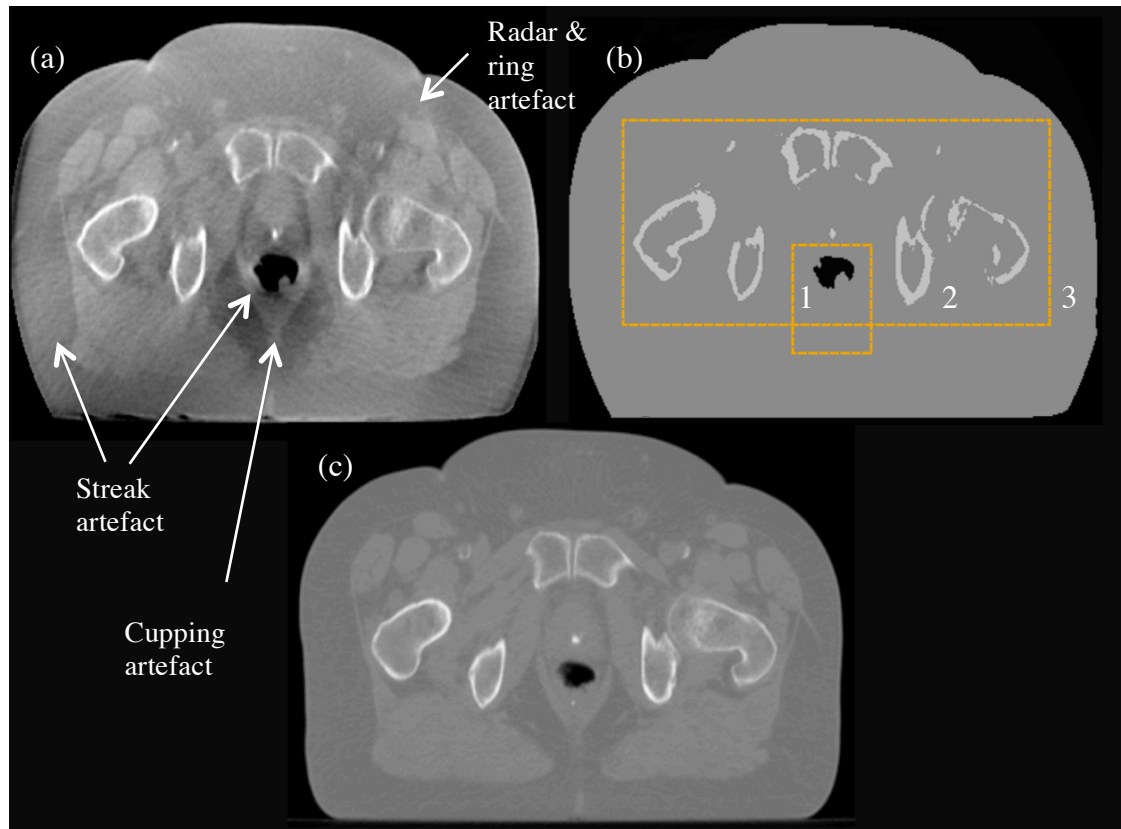 (a)
Radar &
ring
artefact
(b)
1
2
3
Streak
artefact
(c)
Cupping
artefact